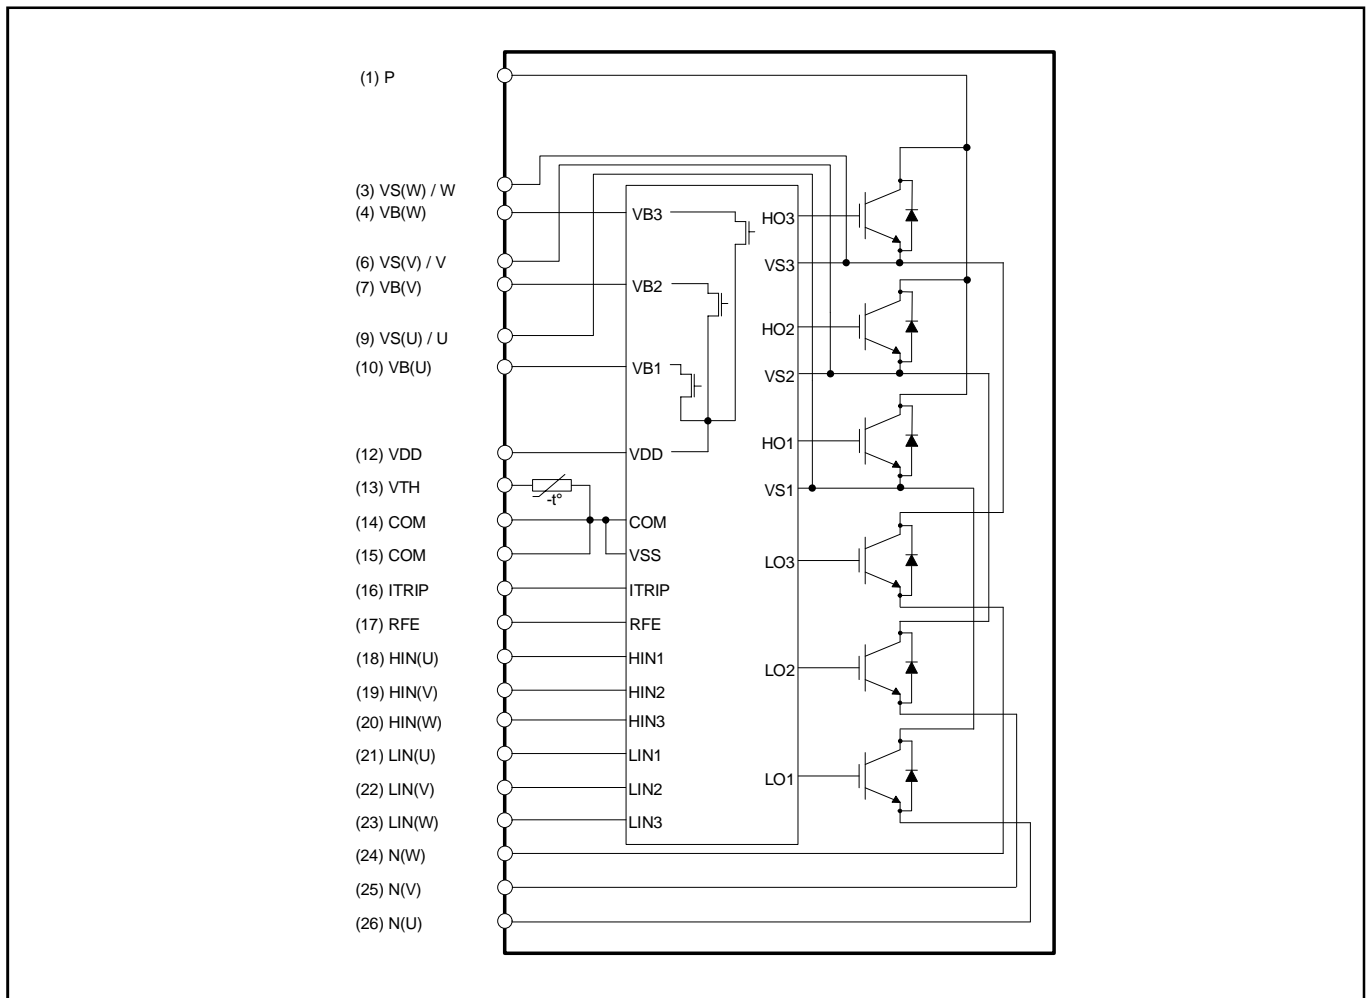 (1) P
(3) VS(W) / W
(4) VB(W)
(6) VS(V) / V
(7) VB(V)
(9) VS(U) / U
(10) VB(U)
(12) VDD
(13) VTH
(14) COM
(15) COM
(16) ITRIP
(17) RFE
(18) HIN(U)
(19) HIN(V)
(20) HIN(W)
(21) LIN(U)
(22) LIN(V)
(23) LIN(W)
(24) N(W)
(25) N(V)
(26) N(U)
-t°
VB3
VB2
VB1
VDD
COM
VSS
ITRIP
RFE
HIN1
HIN2
HIN3
LIN1
LIN2
LIN3
HO3
VS3
HO2
VS2
HO1
VS1
LO3
LO2
LO1